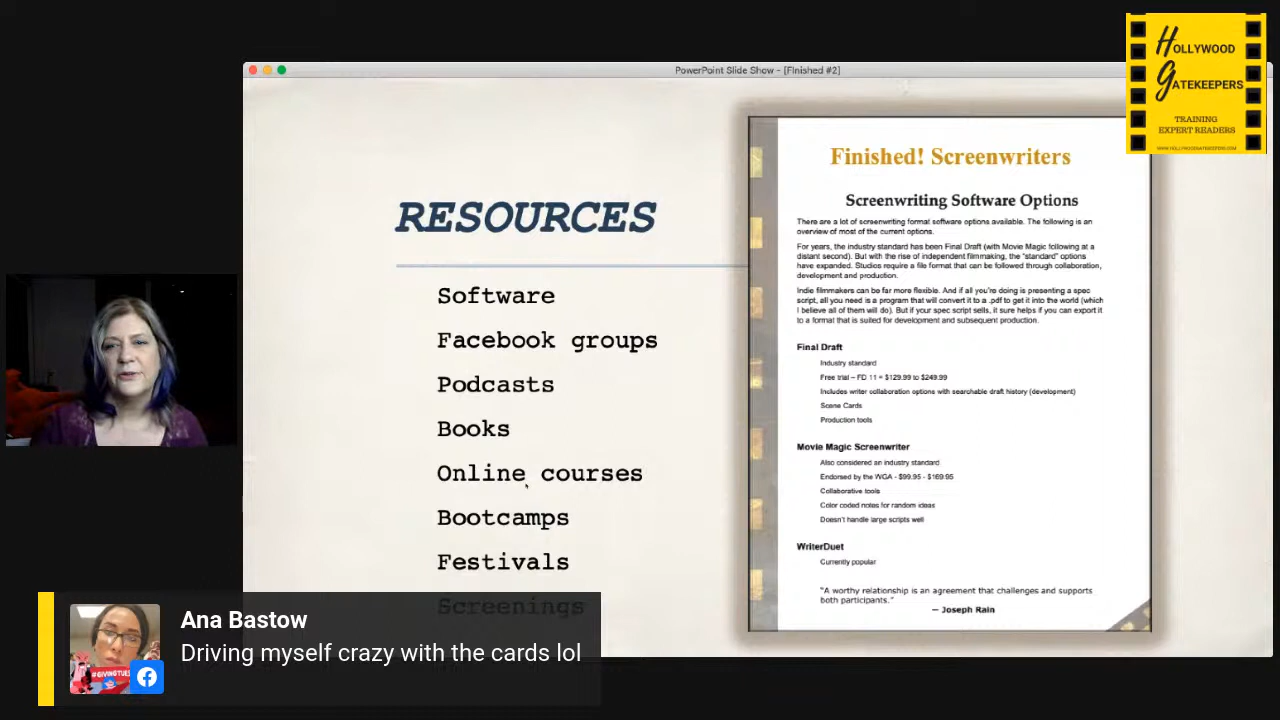 PowerPoint Slide Show - [Finished #2]
HOLLYWOOD
GATEKEEPERS
TRAINING
EXPERT READERS
WWW.HOLLYWOODGATEKEEPERS.COM
RESOURCES
Software
Facebook groups
Podcasts
Books
Online courses
Bootcamps
Festivals
Screenings
Finished! Screenwriters
Screenwriting Software Options
There are a lot of screenwriting format software options available. The following is an
overview of most of the current options.
For years, the industry standard has been Final Draft (with Movie Magic following at a
distant second). But with the rise of independent filmmaking, the "standard" options
have expanded. Studios require a file format that can be followed through collaboration,
development and production.
Indie filmmakers can be far more flexible. And if all you're doing is presenting a spec
script, all you need is a program that will convert it to a .pdf to get it into the world (which
I believe all of them will do). But if your spec script sells, it sure helps if you can export it
to a format that is suited for development and subsequent production.
Final Draft
Industry standard
Free trial – FD 11 = $129.99 to $249.99
Includes writer collaboration options with searchable draft history (development)
Scene Cards
Production tools
Movie Magic Screenwriter
Also considered an industry standard
Endorsed by the WGA - $99.95 - $169.95
Collaborative tools
Color coded notes for random ideas
Doesn't handle large scripts well
WriterDuet
Currently popular
"A worthy relationship is an agreement that challenges and supports
both participants."
— Joseph Rain
Ana Bastow
Driving myself crazy with the cards lol